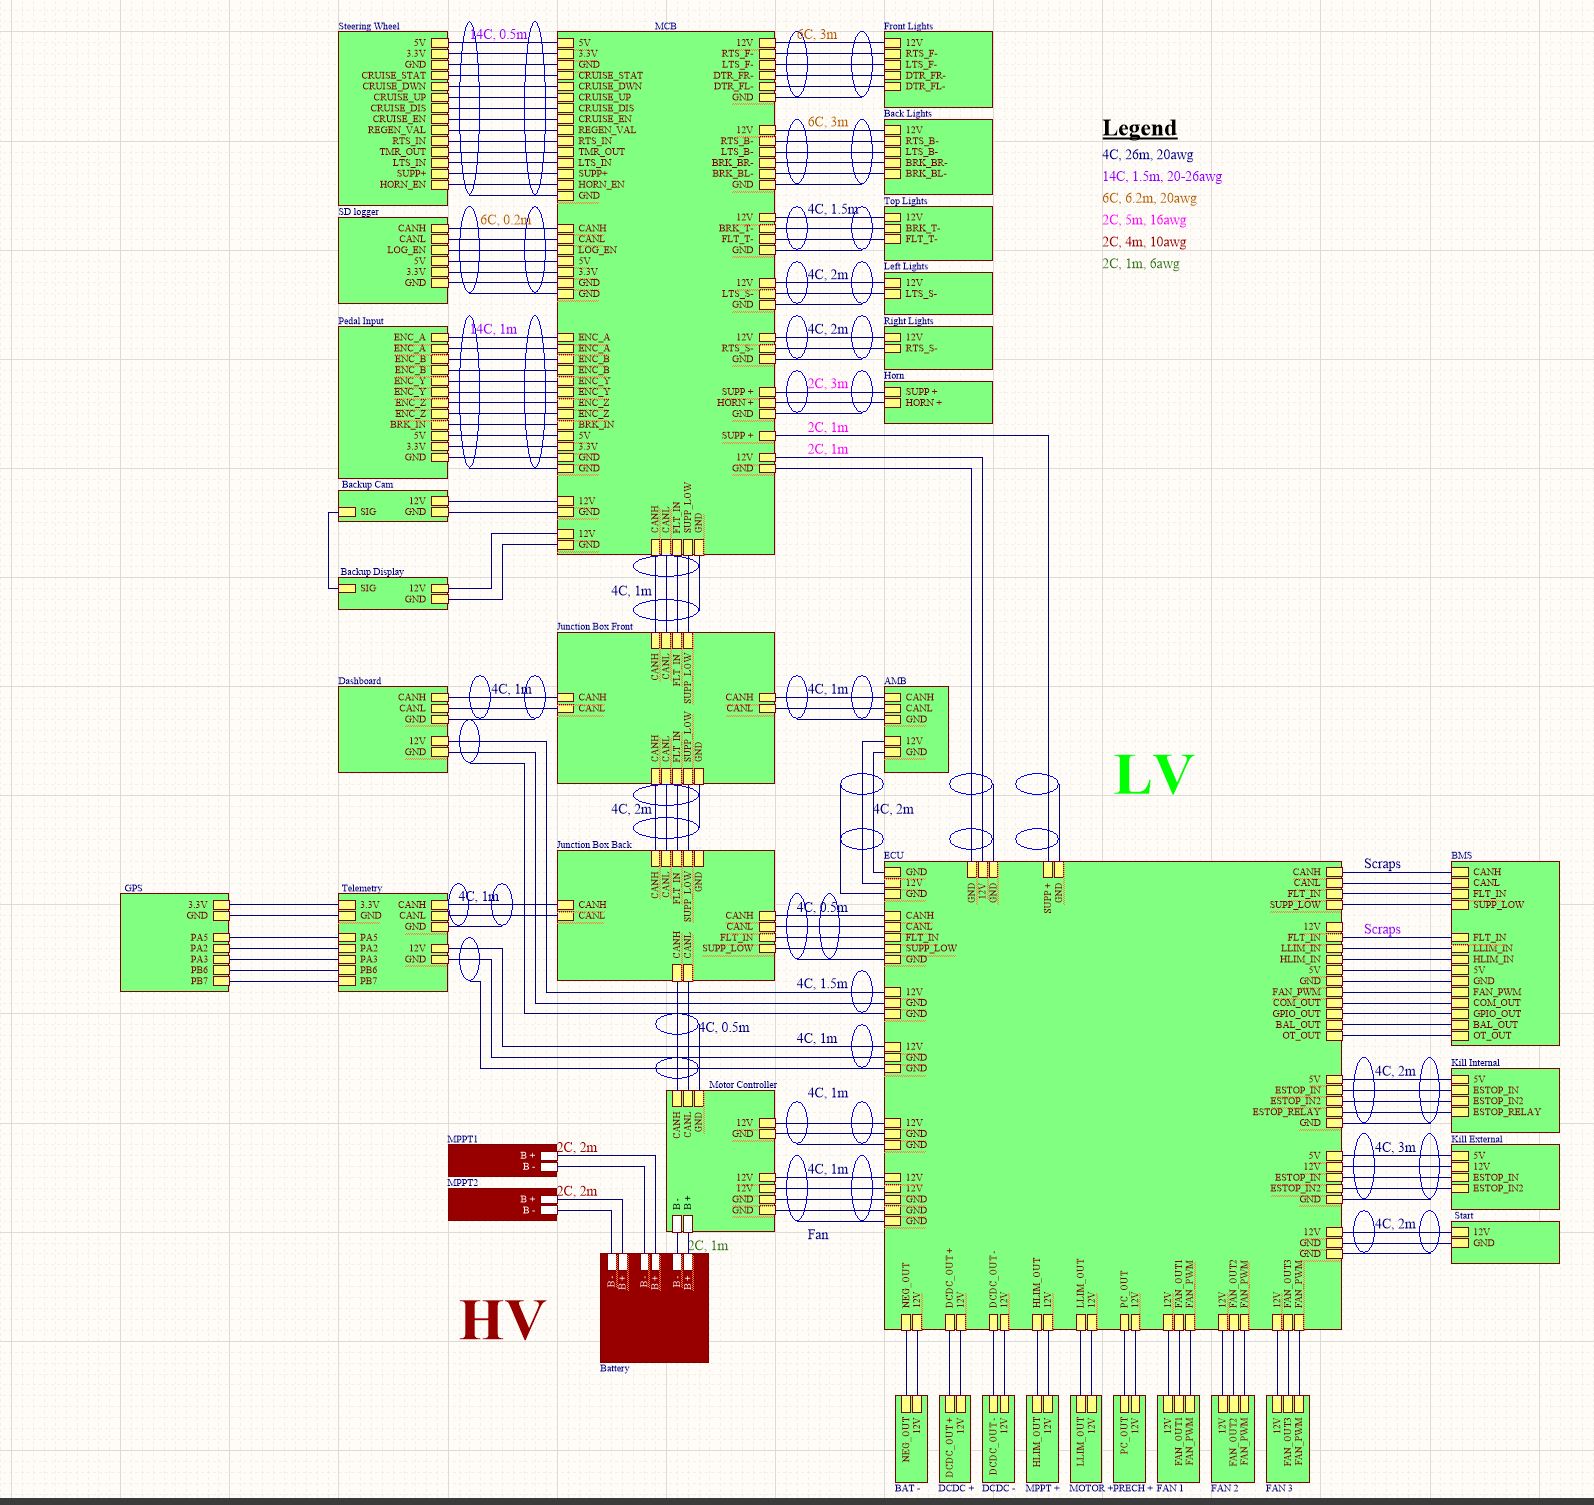 Steering Wheel
5V
3.3V
GND
CRUISE_STAT
CRUISE_DWN
CRUISE_UP
CRUISE_DIS
CRUISE_EN
REGEN_VAL
RTS_IN
TMR_OUT
LTS_IN
SUPP+
HORN_EN
14C, 0.5m
MCB
5V
3.3V
GND
CRUISE_STAT
CRUISE_DWN
CRUISE_UP
CRUISE_DIS
CRUISE_EN
REGEN_VAL
RTS_IN
TMR_OUT
LTS_IN
SUPP+
HORN_EN
GND
12V
RTS_F-
LTS_F-
DTR_FR-
DTR_FL-
GND
6C, 3m
Front Lights
12V
RTS_F-
LTS_F-
DTR_FR-
DTR_FL-
12V
RTS_B-
LTS_B-
BRK_BR-
BRK_BL-
GND
6C, 3m
Back Lights
12V
RTS_B-
LTS_B-
BRK_BR-
BRK_BL-
Legend
4C, 26m, 20awg
14C, 1.5m, 20-26awg
6C, 6.2m, 20awg
2C, 5m, 16awg
2C, 4m, 10awg
2C, 1m, 6awg
SD logger
CANH
CANL
LOG_EN
5V
3.3V
GND
6C, 0.2m
CANH
CANL
LOG_EN
5V
3.3V
GND
GND
12V
BRK_T-
FLT_T-
GND
4C, 1.5m
Top Lights
12V
BRK_T-
FLT_T-
12V
LTS_S-
GND
4C, 2m
Left Lights
12V
LTS_S-
Pedal Input
ENC_A
ENC_A
ENC_B
ENC_B
ENC_Y
ENC_Y
ENC_Z
ENC_Z
BRK_IN
5V
3.3V
GND
14C, 1m
ENC_A
ENC_A
ENC_B
ENC_B
ENC_Y
ENC_Y
ENC_Z
ENC_Z
BRK_IN
5V
3.3V
GND
GND
12V
RTS_S-
GND
4C, 2m
Right Lights
12V
RTS_S-
SUPP +
HORN +
GND
2C, 3m
Horn
SUPP +
HORN +
SUPP +
2C, 1m
12V
GND
2C, 1m
Backup Cam
SIG
12V
GND
12V
GND
12V
GND
CANH
CANL
FLT_IN
SUPP_LOW
GND
Backup Display
SIG
12V
GND
4C, 1m
Junction Box Front
CANH
CANL
FLT_IN
SUPP_LOW
CANH
CANL
CANH
CANL
CANH
CANL
FLT_IN
SUPP_LOW
GND
Dashboard
CANH
CANL
GND
12V
GND
4C, 1m
4C, 1m
AMB
CANH
CANL
GND
12V
GND
LV
4C, 2m
4C, 2m
Junction Box Back
CANH
CANL
FLT_IN
SUPP_LOW
GND
CANH
CANL
CANH
CANL
FLT_IN
SUPP_LOW
CANH
CANL
GPS
3.3V
GND
PA5
PA2
PA3
PB6
PB7
Telemetry
3.3V
GND
PA5
PA2
PA3
PB6
PB7
CANH
CANL
GND
12V
GND
4C, 1m
4C, 0.5m
4C, 1.5m
4C, 0.5m
4C, 1m
ECU
GND
12V
GND
CANH
CANL
FLT_IN
SUPP_LOW
GND
12V
GND
GND
12V
GND
GND
12V
GND
GND
12V
12V
GND
GND
GND
GND
12V
GND
SUPP +
GND
CANH
CANL
FLT_IN
SUPP_LOW
12V
FLT_IN
LLIM_IN
HLIM_IN
5V
GND
FAN_PWM
COM_OUT
GPIO_OUT
BAL_OUT
OT_OUT
5V
ESTOP_IN
ESTOP_IN2
ESTOP_RELAY
GND
5V
12V
ESTOP_IN
ESTOP_IN2
GND
12V
GND
GND
Scraps
Scraps
BMS
CANH
CANL
FLT_IN
SUPP_LOW
FLT_IN
LLIM_IN
HLIM_IN
5V
GND
FAN_PWM
COM_OUT
GPIO_OUT
BAL_OUT
OT_OUT
4C, 2m
Kill Internal
5V
ESTOP_IN
ESTOP_IN2
ESTOP_RELAY
4C, 3m
Kill External
5V
12V
ESTOP_IN
ESTOP_IN2
4C, 2m
Start
12V
GND
Motor Controller
CANH
CANL
GND
12V
GND
12V
12V
GND
GND
B -
B +
4C, 1m
4C, 1m
Fan
MPPT1
B +
B -
2C, 2m
MPPT2
B +
B -
2C, 2m
2C, 1m
B -
B +
B -
B +
B -
B +
HV
Battery
NEG_OUT
12V
DCDC_OUT+
12V
DCDC_OUT-
12V
HLIM_OUT
12V
LLIM_OUT
12V
PC_OUT
12V
12V
FAN_OUT1
FAN_PWM
12V
FAN_OUT2
FAN_PWM
12V
FAN_OUT3
FAN_PWM
NEG_OUT
12V
DCDC_OUT+
12V
DCDC_OUT-
12V
HLIM_OUT
12V
LLIM_OUT
12V
PC_OUT
12V
12V
FAN_OUT1
FAN_PWM
12V
FAN_OUT2
FAN_PWM
12V
FAN_OUT3
FAN_PWM
BAT -
DCDC +
DCDC -
MPPT +
MOTOR +
PRECH +
FAN 1
FAN 2
FAN 3